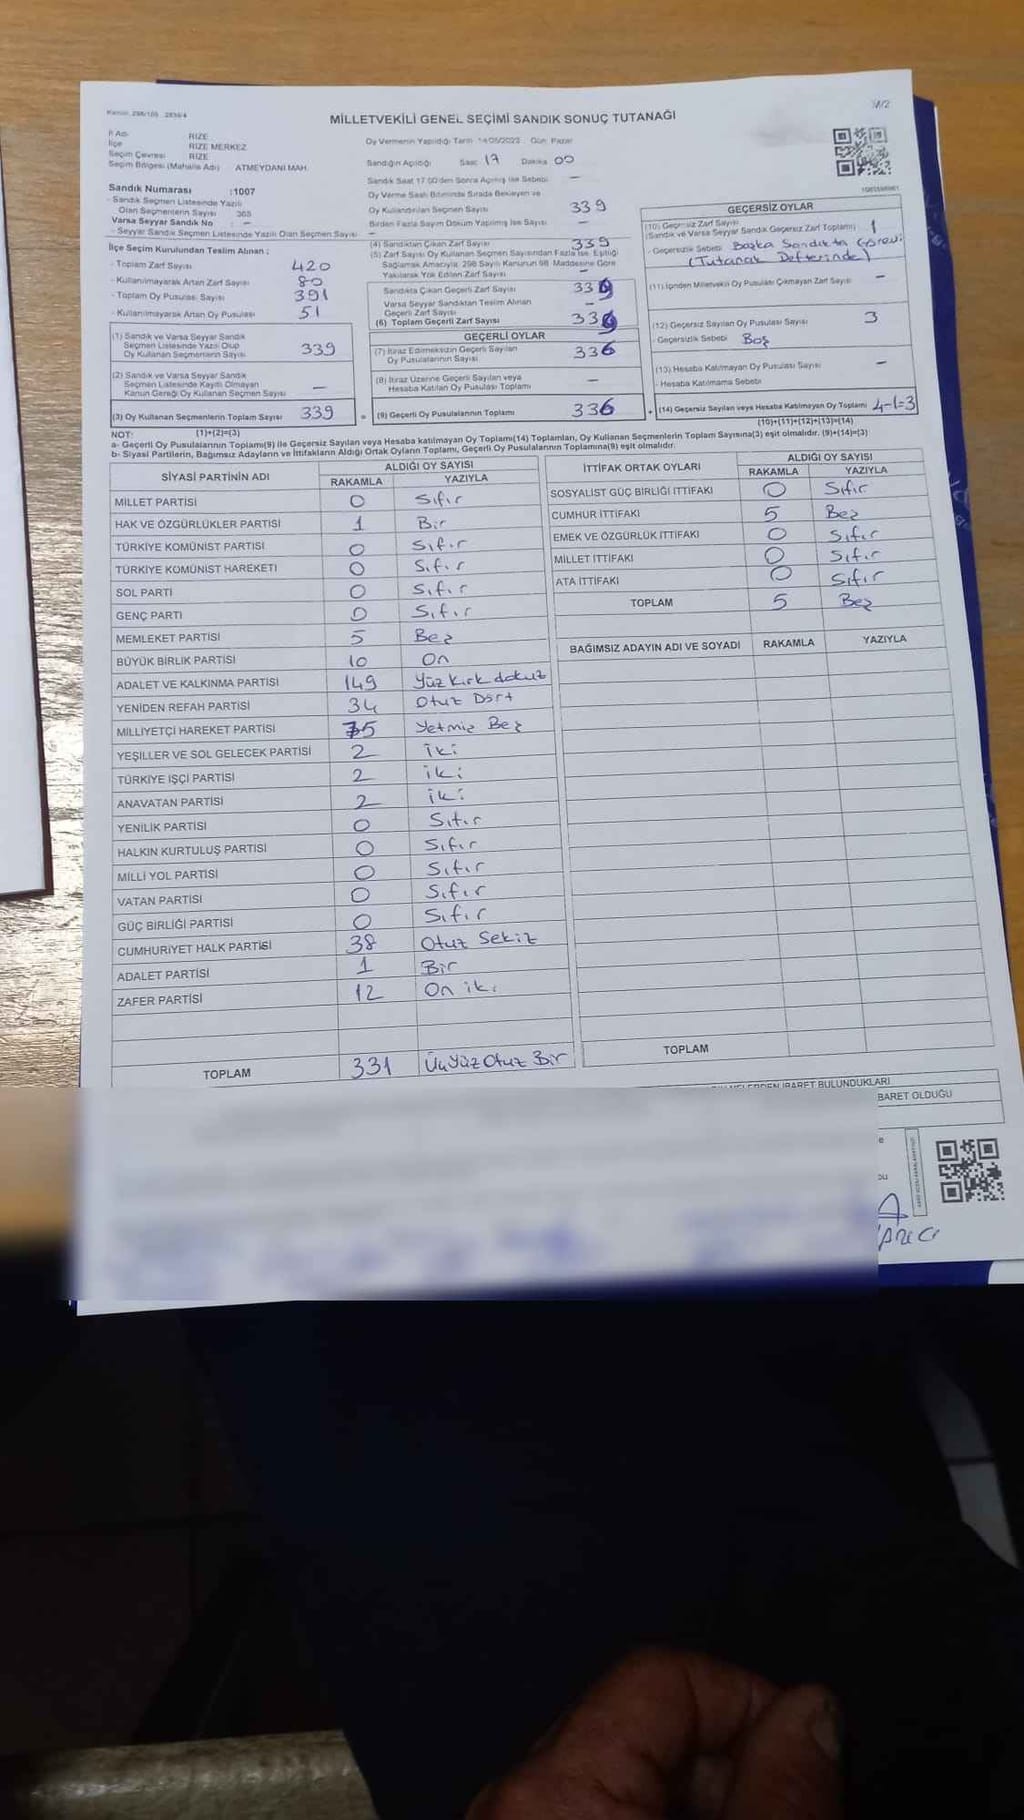 M/2
MİLLETVEKİLİ GENEL SEÇİMİ SANDIK SONUÇ TUTANAĞI
İl Adı RİZE
İlçe RİZE MERKEZ
Seçim Çevresi RİZE
Seçim Bölgesi (Mahalle Adı) ATMEYDANI MAH.
Oy Vermenin Yapıldığı Tarih 14/05/2023 Gün Pazar
Sandığın Açıldığı Saat 17 Dakika 00
Sandık Saat 17.00'den Sonra Açılmış İse Sebebi —
Sandık Numarası :1007
- Sandık Seçmen Listesinde Yazılı Olan Seçmenlerin Sayısı 365
Varsa Seyyar Sandık No —
- Seyyar Sandık Seçmen Listesinde Yazılı Olan Seçmen Sayısı —
Oy Verme Saati Bitiminde Sırada Bekleyen ve
Oy Kullandırılan Seçmen Sayısı 339
Birden Fazla Sayım Döküm Yapılmış İse Sayısı —
İlçe Seçim Kurulundan Teslim Alınan ;
- Toplam Zarf Sayısı 420
- Kullanılmayarak Artan Zarf Sayısı 80
- Toplam Oy Pusulası Sayısı 391
- Kullanılmayarak Artan Oy Pusulası 51
(1) Sandık ve Varsa Seyyar Sandık
Seçmen Listesinde Yazılı Olup
Oy Kullanan Seçmenlerin Sayısı 339
(2) Sandık ve Varsa Seyyar Sandık
Seçmen Listesinde Kayıtlı Olmayan
Kanun Gereği Oy Kullanan Seçmen Sayısı —
(3) Oy Kullanan Seçmenlerin Toplam Sayısı 339
(4) Sandıktan Çıkan Zarf Sayısı 339
(5) Zarf Sayısı Oy Kullanan Seçmen Sayısından Fazla İse, Eşitliği
Sağlamak Amacıyla, 298 Sayılı Kanunun 98. Maddesine Göre
Yakılarak Yok Edilen Zarf Sayısı —
Sandıkta Çıkan Geçerli Zarf Sayısı
Varsa Seyyar Sandıktan Teslim Alınan
Geçerli Zarf Sayısı —
(6) Toplam Geçerli Zarf Sayısı
GEÇERLİ OYLAR
(7) İtiraz Edilmeksizin Geçerli Sayılan
Oy Pusulalarının Sayısı 336
(8) İtiraz Üzerine Geçerli Sayılan veya
Hesaba Katılan Oy Pusulası Toplamı —
= (9) Geçerli Oy Pusulalarının Toplamı 336
GEÇERSİZ OYLAR
(10) Geçersiz Zarf Sayısı
(Sandık ve Varsa Seyyar Sandık Geçersiz Zarf Toplamı) 1
- Geçersizlik Sebebi Başka Sandıkta Görevli
(Tutanak Defterinde)
(11) İçinden Milletvekili Oy Pusulası Çıkmayan Zarf Sayısı —
(12) Geçersiz Sayılan Oy Pusulası Sayısı 3
- Geçersizlik Sebebi Boş
(13) Hesaba Katılmayan Oy Pusulası Sayısı —
- Hesaba Katılmama Sebebi
+ (14) Geçersiz Sayılan veya Hesaba Katılmayan Oy Toplamı 4-1=3
(10)+(11)+(12)+(13)=(14)
NOT: (1)+(2)=(3)
a- Geçerli Oy Pusulalarının Toplamı(9) ile Geçersiz Sayılan veya Hesaba katılmayan Oy Toplamı(14) Toplamları, Oy Kullanan Seçmenlerin Toplam Sayısına(3) eşit olmalıdır. (9)+(14)=(3)
b- Siyasi Partilerin, Bağımsız Adayların ve İttifakların Aldığı Ortak Oyların Toplamı, Geçerli Oy Pusulalarının Toplamına(9) eşit olmalıdır.
SİYASİ PARTİNİN ADI ALDIĞI OY SAYISI
RAKAMLA YAZIYLA
MİLLET PARTİSİ 0 Sıfır
HAK VE ÖZGÜRLÜKLER PARTİSİ 1 Bir
TÜRKİYE KOMÜNİST PARTİSİ 0 Sıfır
TÜRKİYE KOMÜNİST HAREKETİ 0 Sıfır
SOL PARTİ 0 Sıfır
GENÇ PARTİ 0 Sıfır
MEMLEKET PARTİSİ 5 Beş
BÜYÜK BİRLİK PARTİSİ 10 On
ADALET VE KALKINMA PARTİSİ 149 Yüz Kırk dokuz
YENİDEN REFAH PARTİSİ 34 Otuz Dört
MİLLİYETÇİ HAREKET PARTİSİ 75 Yetmiş Beş
YEŞİLLER VE SOL GELECEK PARTİSİ 2 iki
TÜRKİYE İŞÇİ PARTİSİ 2 iki
ANAVATAN PARTİSİ 2 iki
YENİLİK PARTİSİ 0 Sıfır
HALKIN KURTULUŞ PARTİSİ 0 Sıfır
MİLLİ YOL PARTİSİ 0 Sıfır
VATAN PARTİSİ 0 Sıfır
GÜÇ BİRLİĞİ PARTİSİ 0 Sıfır
CUMHURİYET HALK PARTİSİ 38 Otuz Sekiz
ADALET PARTİSİ 1 Bir
ZAFER PARTİSİ 12 On iki
TOPLAM 331 ÜçYüz Otuz Bir
İTTİFAK ORTAK OYLARI ALDIĞI OY SAYISI
RAKAMLA YAZIYLA
SOSYALİST GÜÇ BİRLİĞİ İTTİFAKI 0 Sıfır
CUMHUR İTTİFAKI 5 Beş
EMEK VE ÖZGÜRLÜK İTTİFAKI 0 Sıfır
MİLLET İTTİFAKI 0 Sıfır
ATA İTTİFAKI 0 Sıfır
TOPLAM 5 Beş
BAĞIMSIZ ADAYIN ADI VE SOYADI RAKAMLA YAZIYLA
TOPLAM
İBARET BULUNDUKLARI
BARET OLDUĞU